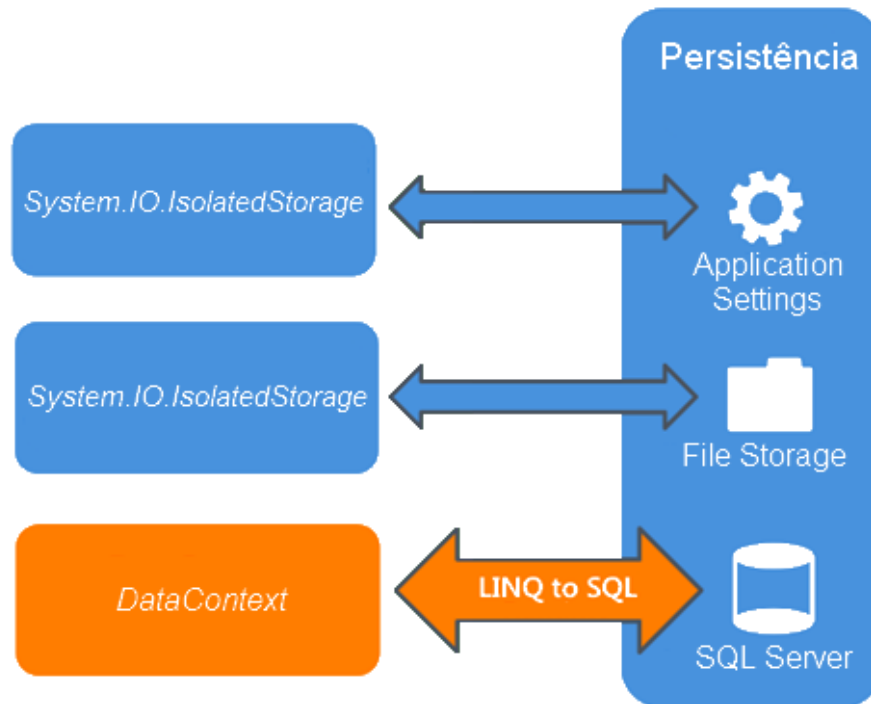 Persistência
System.IO.IsolatedStorage
Application
Settings
System.IO.IsolatedStorage
File Storage
DataContext
LINQ to SQL
SQL Server